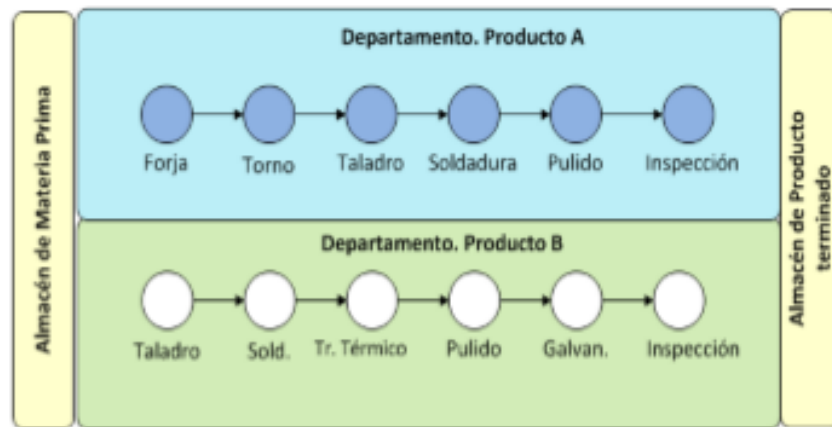 Almacén de Materia Prima
Departamento. Producto A
Forja
Torno
Taladro
Soldadura
Pulido
Inspección
Departamento. Producto B
Taladro
Sold.
Tr. Térmico
Pulido
Galvan.
Inspección
Almacén de Producto
terminado